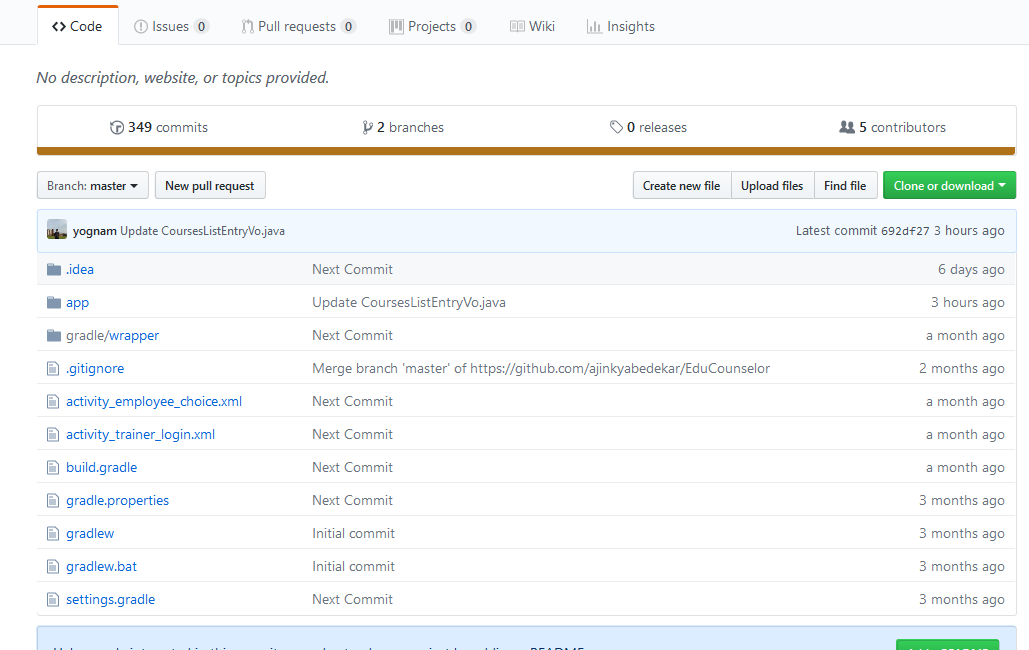 Code Issues 0 Pull requests 0 Projects 0 Wiki Insights
No description, website, or topics provided.
349 commits 2 branches 0 releases 5 contributors
Branch: master New pull request Create new file Upload files Find file Clone or download
yognam Update CoursesListEntryVo.java Latest commit 692df27 3 hours ago
.idea Next Commit 6 days ago
app Update CoursesListEntryVo.java 3 hours ago
gradle/wrapper Next Commit a month ago
.gitignore Merge branch 'master' of https://github.com/ajinkyabedekar/EduCounselor 2 months ago
activity_employee_choice.xml Next Commit a month ago
activity_trainer_login.xml Next Commit a month ago
build.gradle Next Commit a month ago
gradle.properties Next Commit 3 months ago
gradlew Initial commit 3 months ago
gradlew.bat Initial commit 3 months ago
settings.gradle Next Commit 3 months ago